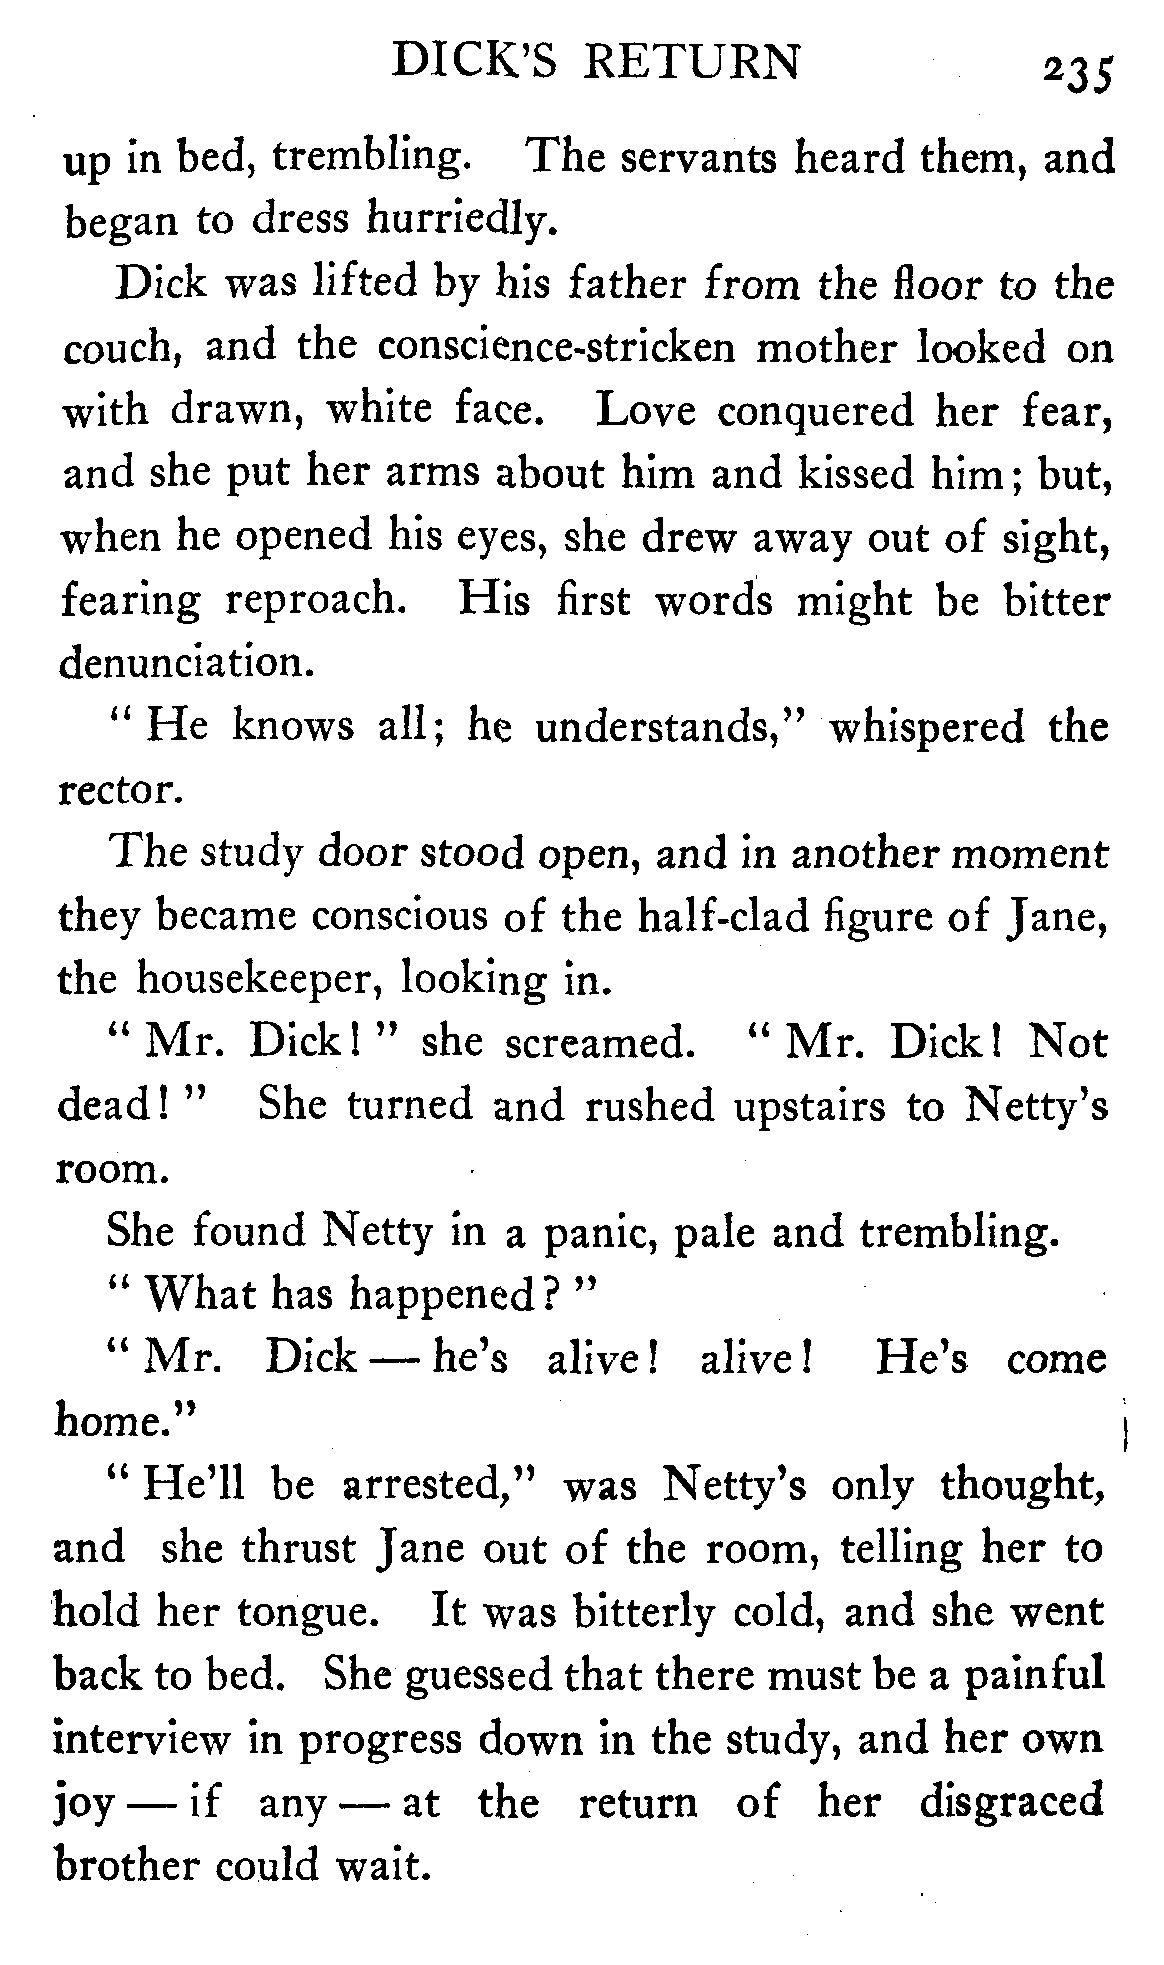 DICK'S RETURN 235
up in bed, trembling. The servants heard them, and
began to dress hurriedly.
Dick was lifted by his father from the floor to the
couch, and the conscience-stricken mother looked on
with drawn, white face. Love conquered her fear,
and she put her arms about him and kissed him; but,
when he opened his eyes, she drew away out of sight,
fearing reproach. His first words might be bitter
denunciation.
" He knows all; he understands," whispered the
rector.
The study door stood open, and in another moment
they became conscious of the half-clad figure of Jane,
the housekeeper, looking in.
" Mr. Dick! " she screamed. " Mr. Dick! Not
dead! " She turned and rushed upstairs to Netty's
room.
She found Netty in a panic, pale and trembling.
" What has happened? "
" Mr. Dick — he's alive! alive! He's come
home."
" He'll be arrested," was Netty's only thought,
and she thrust Jane out of the room, telling her to
hold her tongue. It was bitterly cold, and she went
back to bed. She guessed that there must be a painful
interview in progress down in the study, and her own
joy — if any — at the return of her disgraced
brother could wait.